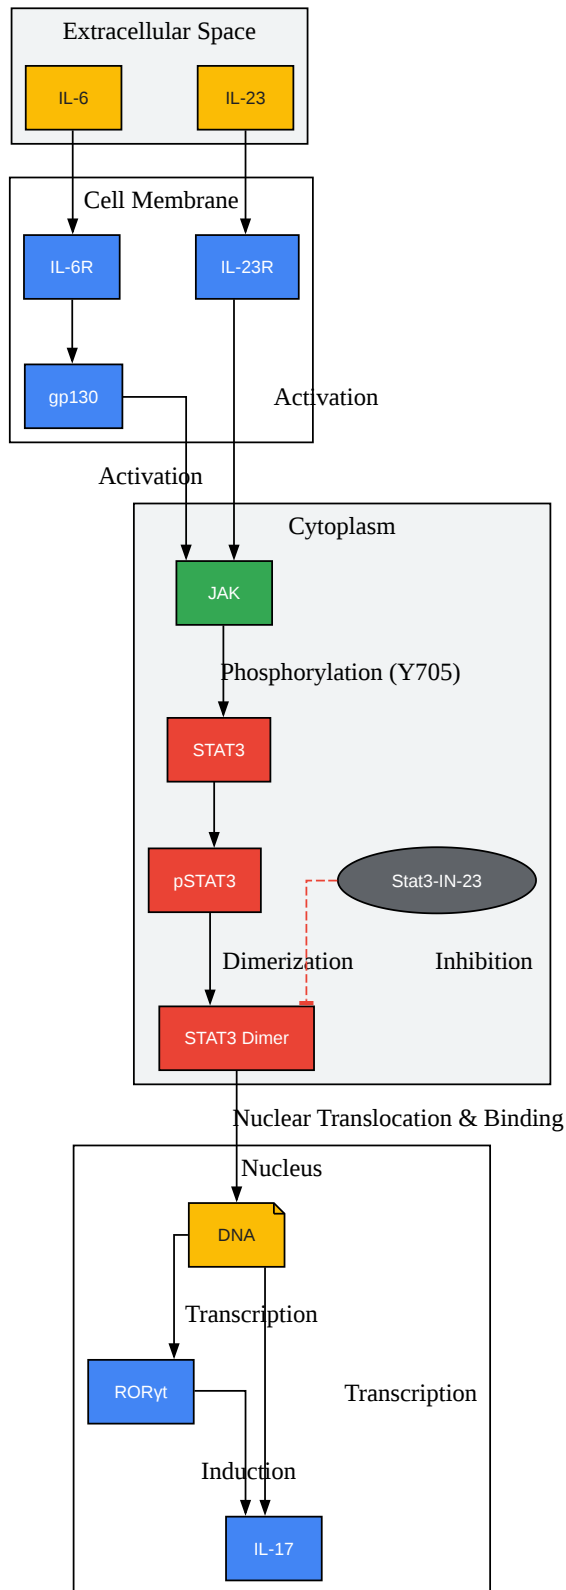 Extracellular Space
IL-6
IL-23
Cell Membrane
IL-6R
IL-23R
gp130
Activation
Activation
Cytoplasm
JAK
Phosphorylation (Y705)
STAT3
pSTAT3
Stat3-IN-23
Dimerization
Inhibition
STAT3 Dimer
Nuclear Translocation & Binding
Nucleus
DNA
Transcription
RORγt
Transcription
Induction
IL-17